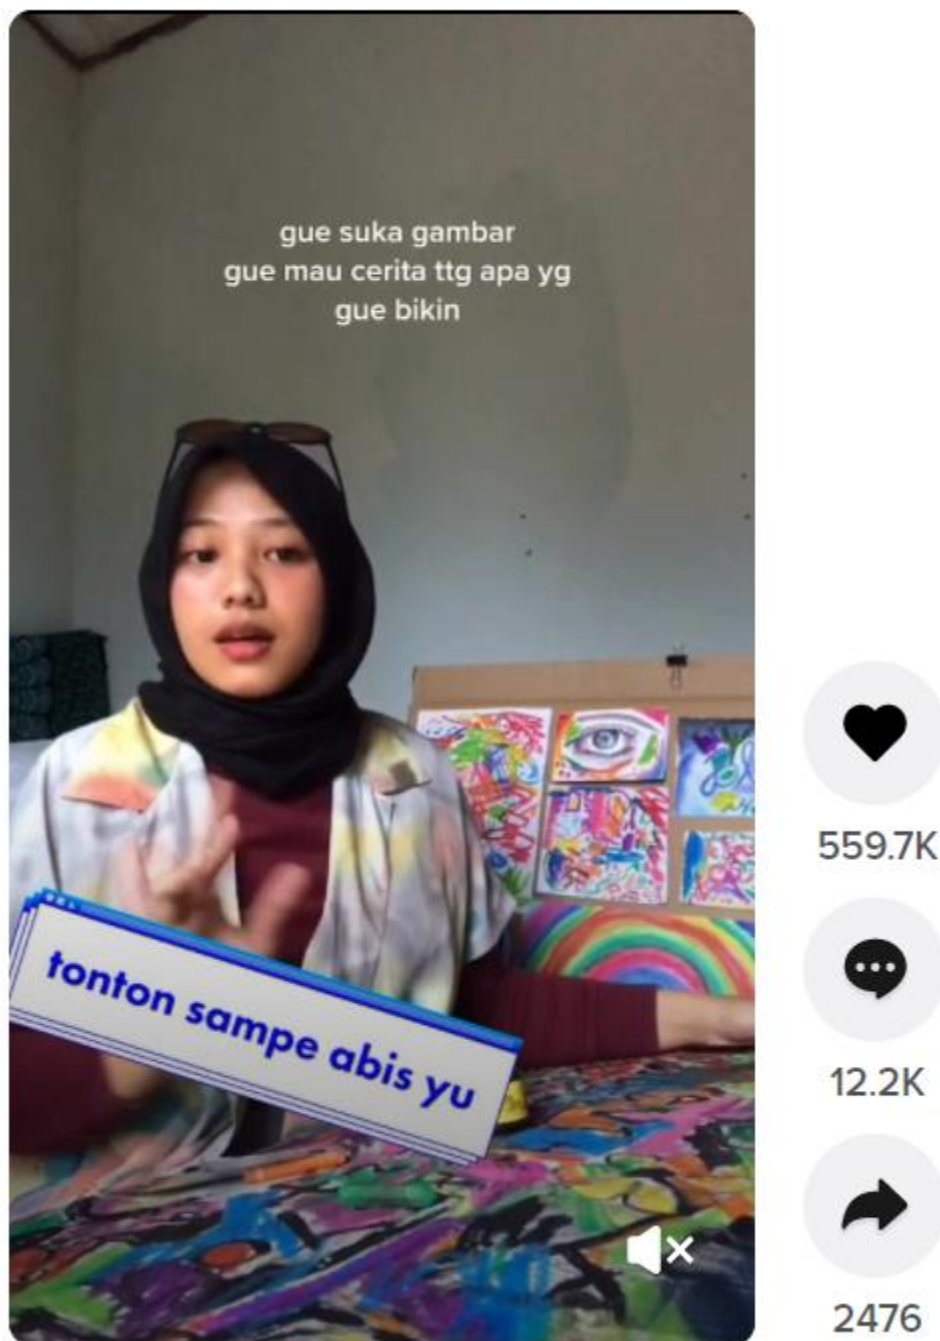 gue suka gambar
gue mau cerita ttg apa yg
gue bikin
tonton sampe abis yu
559.7K
12.2K
2476